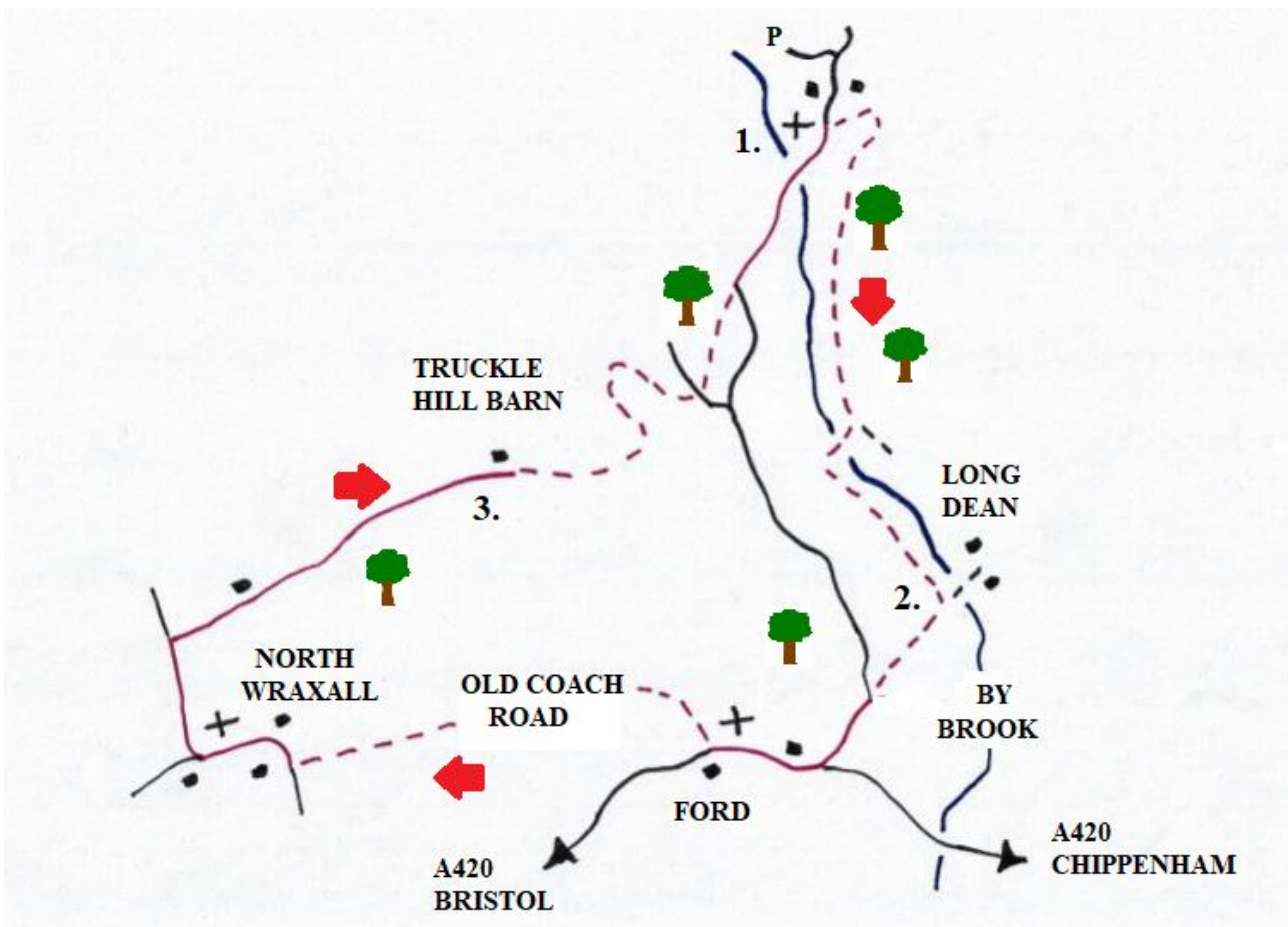 P
1.
TRUCKLE
HILL BARN
LONG
DEAN
3.
2.
NORTH
WRAXALL
OLD COACH
ROAD
BY
BROOK
FORD
A420
BRISTOL
A420
CHIPPENHAM